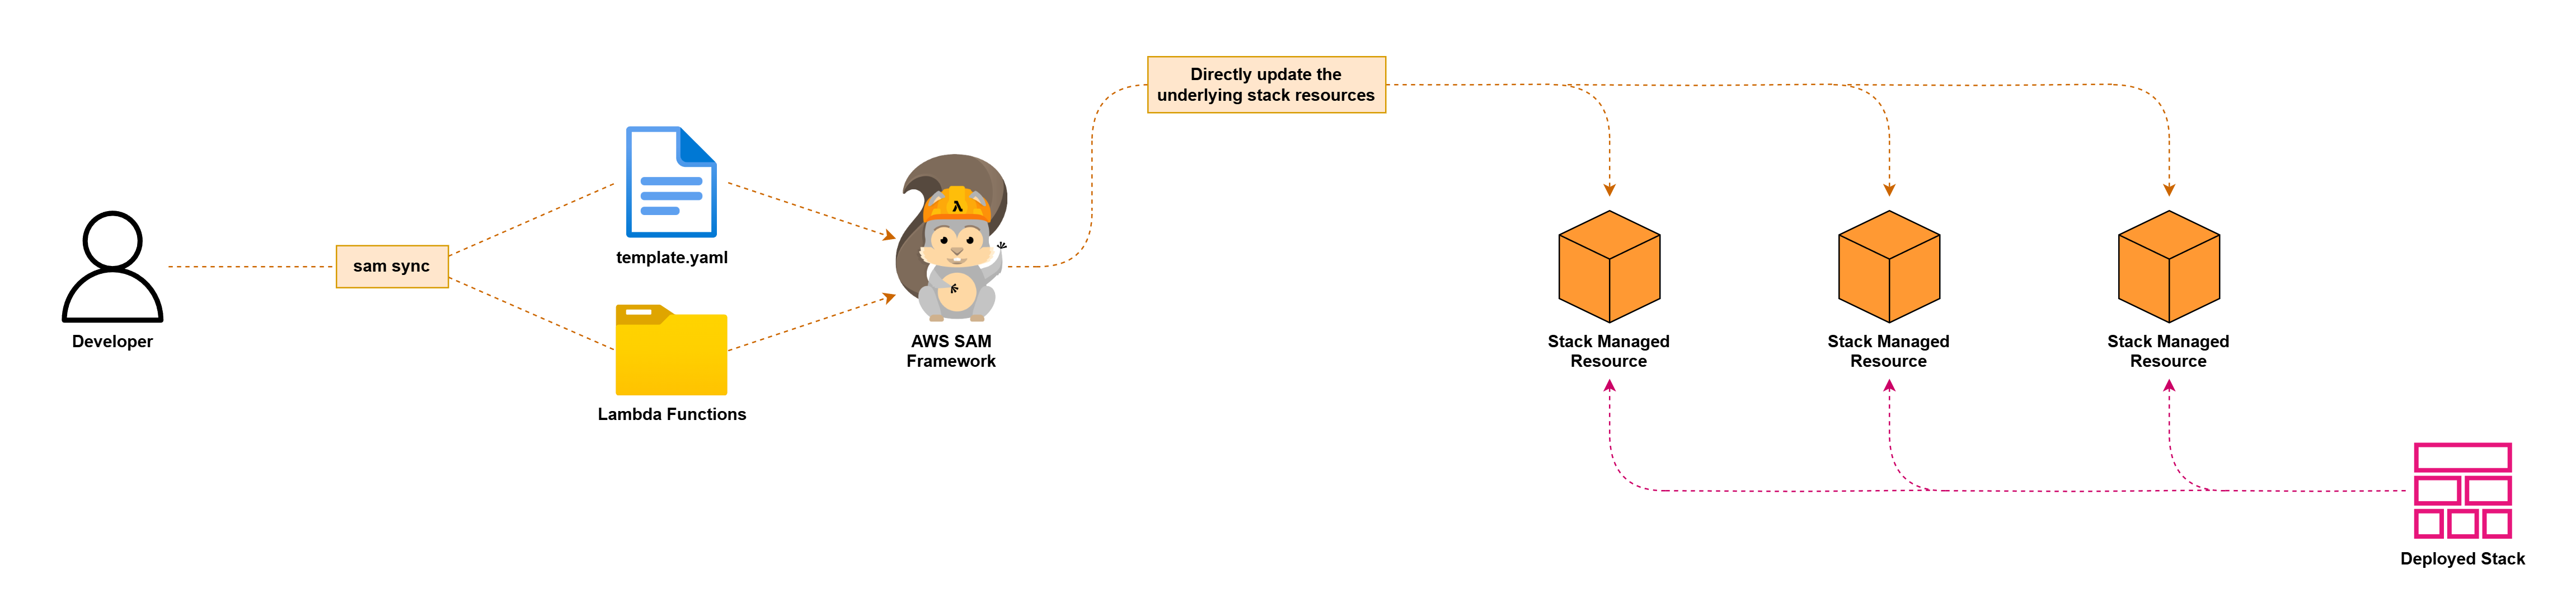 Directly update the
underlying stack resources
sam sync
template.yaml
Developer
AWS SAM
Framework
Lambda Functions
Stack Managed
Resource
Stack Managed
Resource
Stack Managed
Resource
Deployed Stack